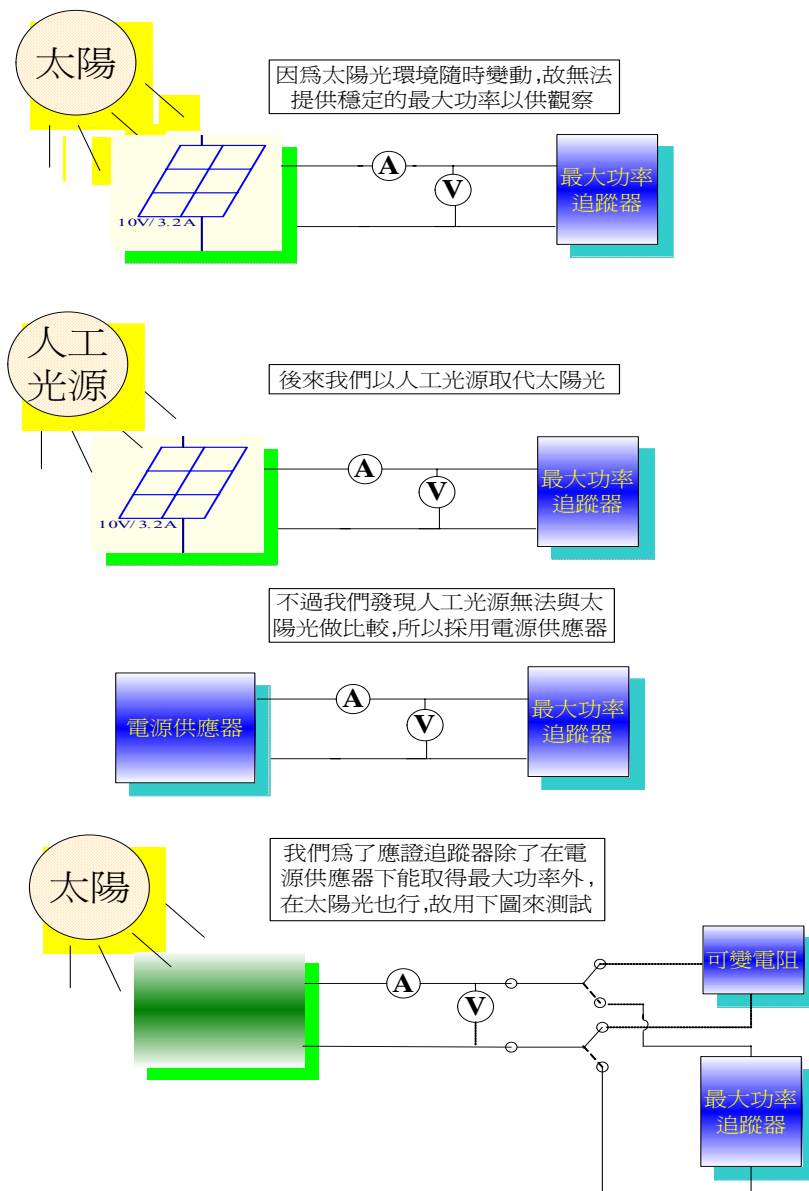 太陽
因為太陽光環境隨時變動,故無法
提供穩定的最大功率以供觀察
A
V
最大功率
追蹤器
10V/3.2A
人工
光源
後來我們以人工光源取代太陽光
A
V
最大功率
追蹤器
10V/3.2A
不過我們發現人工光源無法與太
陽光做比較,所以採用電源供應器
電源供應器
A
V
最大功率
追蹤器
太陽
我們為了應證追蹤器除了在電
源供應器下能取得最大功率外,
在太陽光也行,故用下圖來測試
A
V
可變電阻
最大功率
追蹤器